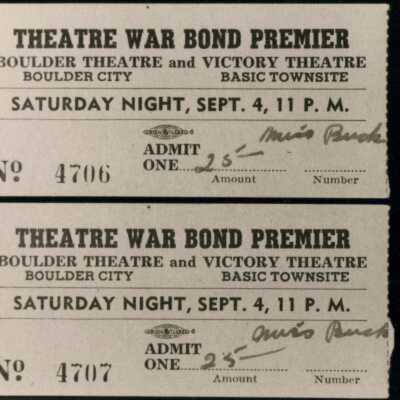 THEATRE WAR BOND PREMIER
BOULDER THEATRE and VICTORY THEATRE
BOULDER CITY BASIC TOWNSITE
SATURDAY NIGHT, SEPT. 4, 11 P. M.
Miss Buck
ADMIT
Nº 4706 ONE 25—
Amount Number
THEATRE WAR BOND PREMIER
BOULDER THEATRE and VICTORY THEATRE
BOULDER CITY BASIC TOWNSITE
SATURDAY NIGHT, SEPT. 4, 11 P. M.
Miss Buck
ADMIT
Nº 4707 ONE 25—
Amount Number